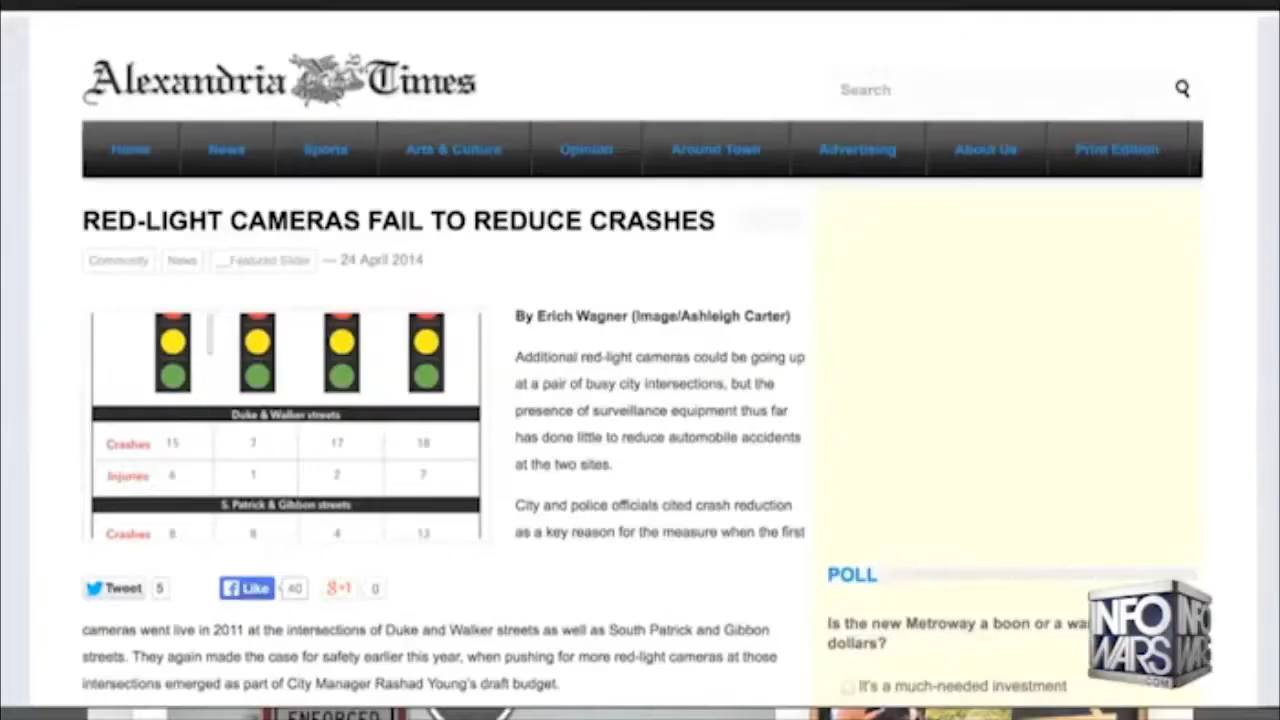 Alexandria Times
Search
Home News Sports Arts & Culture Opinion Around Town Advertising About Us Print Edition
RED-LIGHT CAMERAS FAIL TO REDUCE CRASHES
Community News __Featured Slider — 24 April 2014
By Erich Wagner (Image/Ashleigh Carter)
Additional red-light cameras could be going up
at a pair of busy city intersections, but the
presence of surveillance equipment thus far
has done little to reduce automobile accidents
at the two sites.
City and police officials cited crash reduction
as a key reason for the measure when the first
Duke & Walker streets
Crashes 15 7 17 18
Injuries 1 2 7
S. Patrick & Gibbon streets
Crashes 4 13
Tweet 5 Like 40 +1 0
cameras went live in 2011 at the intersections of Duke and Walker streets as well as South Patrick and Gibbon
streets. They again made the case for safety earlier this year, when pushing for more red-light cameras at those
intersections emerged as part of City Manager Rashad Young's draft budget.
POLL
Is the new Metroway a boon or a
dollars?
It's a much-needed investment
INFO
WARS
.COM
INFO
WARS
ENFORCED